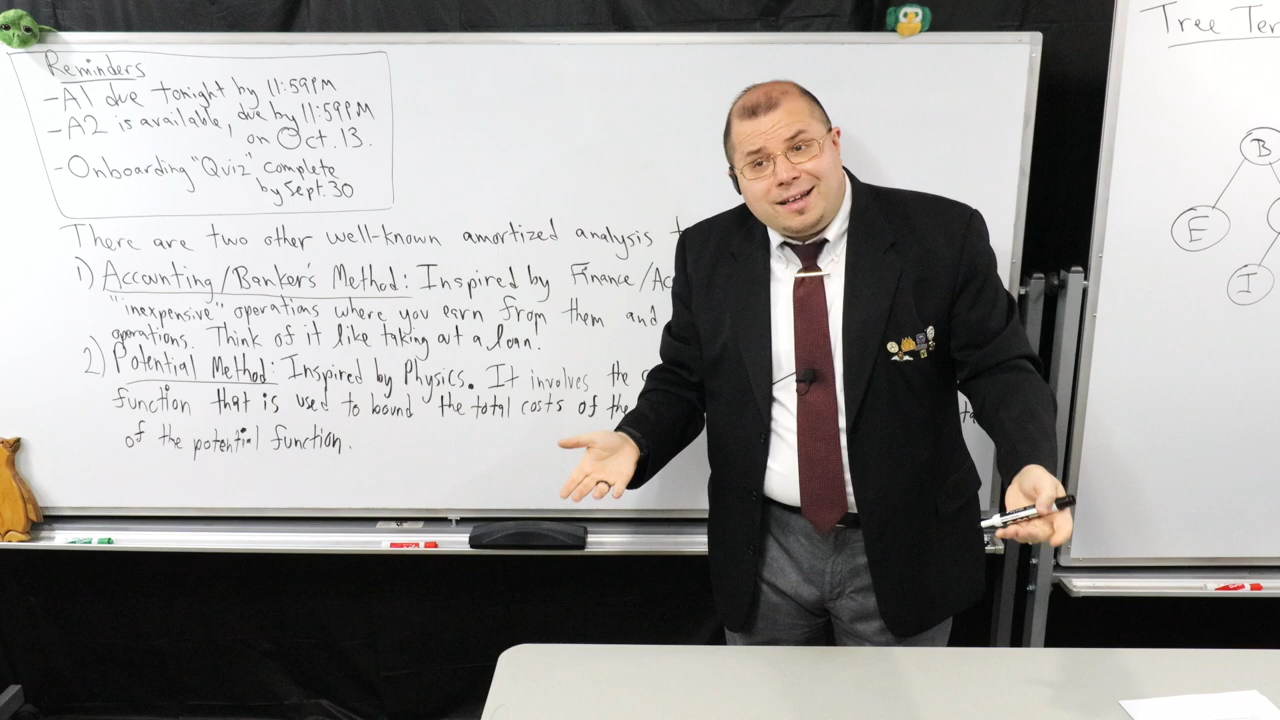 Reminders
-A1 due tonight by 11:59PM
-A2 is available, due by 11:59PM
on Oct. 13.
-Onboarding "Quiz" complete
by Sept. 30
There are two other well-known amortized analysis t
1) Accounting/Banker's Method: Inspired by Finance/Ac
"inexpensive" operations where you earn from them and
operations. Think of it like taking out a loan.
2) Potential Method: Inspired by Physics. It involves the c
function that is used to bound the total costs of the
of the potential function.
Tree Ter
B
E
I